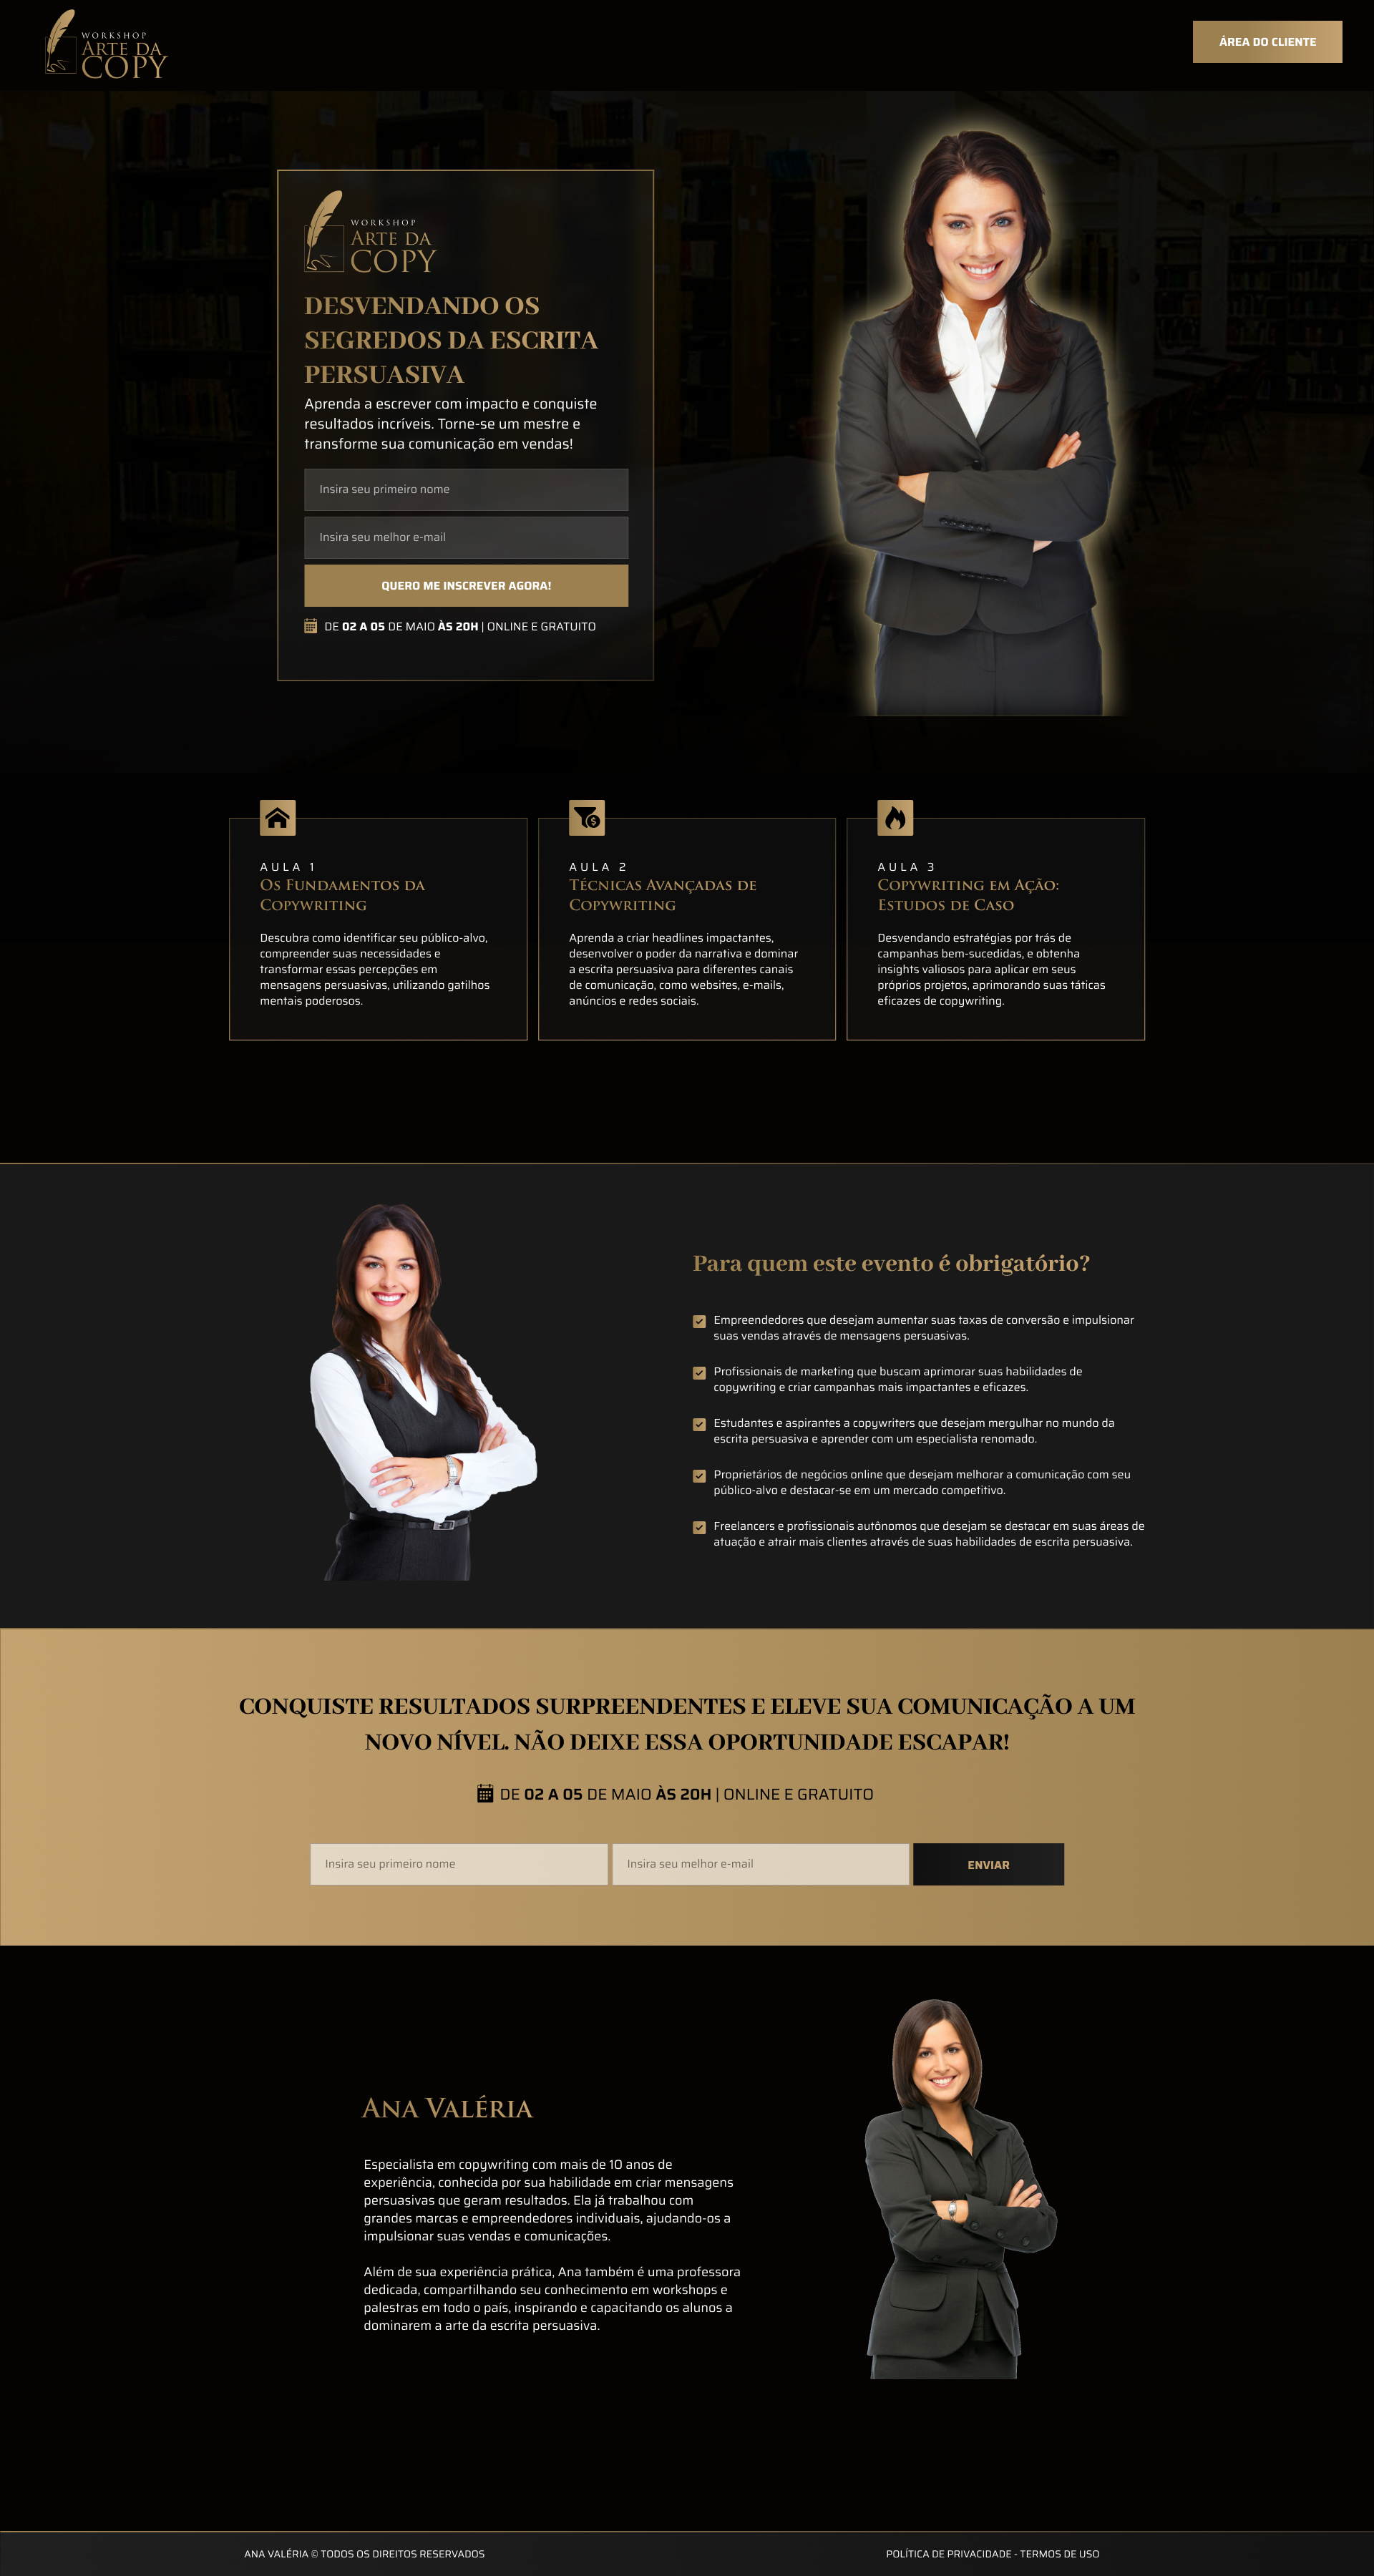 WORKSHOP
ARTE DA
COPY
ÁREA DO CLIENTE
WORKSHOP
ARTE DA
COPY
DESVENDANDO OS
SEGREDOS DA ESCRITA
PERSUASIVA
Aprenda a escrever com impacto e conquiste
resultados incríveis. Torne-se um mestre e
transforme sua comunicação em vendas!
Insira seu primeiro nome
Insira seu melhor e-mail
QUERO ME INSCREVER AGORA!
DE 02 A 05 DE MAIO ÀS 20H | ONLINE E GRATUITO
AULA 1
Os Fundamentos da
Copywriting
Descubra como identificar seu público-alvo,
compreender suas necessidades e
transformar essas percepções em
mensagens persuasivas, utilizando gatilhos
mentais poderosos.
AULA 2
Técnicas Avançadas de
Copywriting
Aprenda a criar headlines impactantes,
desenvolver o poder da narrativa e dominar
a escrita persuasiva para diferentes canais
de comunicação, como websites, e-mails,
anúncios e redes sociais.
AULA 3
Copywriting em Ação:
Estudos de Caso
Desvendando estratégias por trás de
campanhas bem-sucedidas, e obtenha
insights valiosos para aplicar em seus
próprios projetos, aprimorando suas táticas
eficazes de copywriting.
Para quem este evento é obrigatório?
Empreendedores que desejam aumentar suas taxas de conversão e impulsionar
suas vendas através de mensagens persuasivas.
Profissionais de marketing que buscam aprimorar suas habilidades de
copywriting e criar campanhas mais impactantes e eficazes.
Estudantes e aspirantes a copywriters que desejam mergulhar no mundo da
escrita persuasiva e aprender com um especialista renomado.
Proprietários de negócios online que desejam melhorar a comunicação com seu
público-alvo e destacar-se em um mercado competitivo.
Freelancers e profissionais autônomos que desejam se destacar em suas áreas de
atuação e atrair mais clientes através de suas habilidades de escrita persuasiva.
CONQUISTE RESULTADOS SURPREENDENTES E ELEVE SUA COMUNICAÇÃO A UM
NOVO NÍVEL. NÃO DEIXE ESSA OPORTUNIDADE ESCAPAR!
DE 02 A 05 DE MAIO ÀS 20H | ONLINE E GRATUITO
Insira seu primeiro nome
Insira seu melhor e-mail
ENVIAR
Ana Valéria
Especialista em copywriting com mais de 10 anos de
experiência, conhecida por sua habilidade em criar mensagens
persuasivas que geram resultados. Ela já trabalhou com
grandes marcas e empreendedores individuais, ajudando-os a
impulsionar suas vendas e comunicações.
Além de sua experiência prática, Ana também é uma professora
dedicada, compartilhando seu conhecimento em workshops e
palestras em todo o país, inspirando e capacitando os alunos a
dominarem a arte da escrita persuasiva.
ANA VALÉRIA © TODOS OS DIREITOS RESERVADOS
POLÍTICA DE PRIVACIDADE - TERMOS DE USO